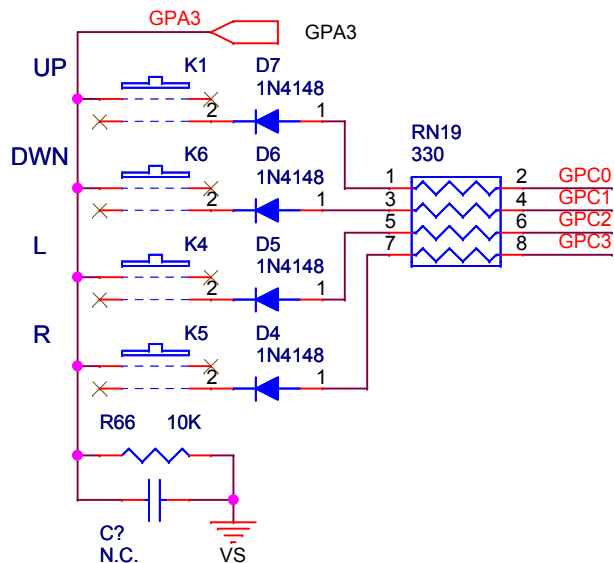 GPA3
GPA3
UP
K1
D7
1N4148
2
1
RN19
330
DWN
K6
D6
1N4148
2
1
1
2
GPC0
3
4
GPC1
5
6
GPC2
7
8
GPC3
L
K4
D5
1N4148
2
1
R
K5
D4
1N4148
2
1
R66
10K
C?
N.C.
VS